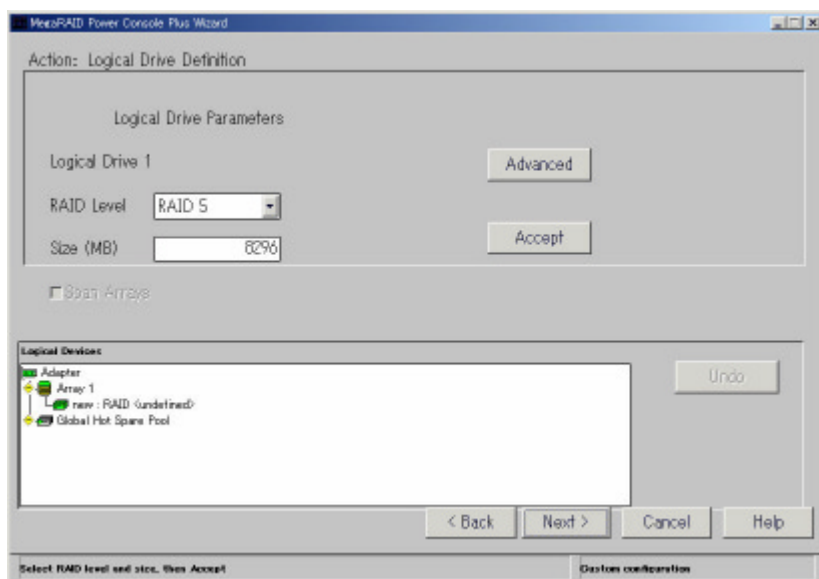 MegaRAID Power Console Plus Wizard
Action: Logical Drive Definition
Logical Drive Parameters
Logical Drive 1
Advanced
RAID Level
RAID 5
Size (MB)
8296
Accept
Span Arrays
Logical Devices
Adapter
Array 1
new : RAID (undefined)
Global Hot Spare Pool
Undo
< Back
Next >
Cancel
Help
Select RAID level and size, then Accept
Custom configuration